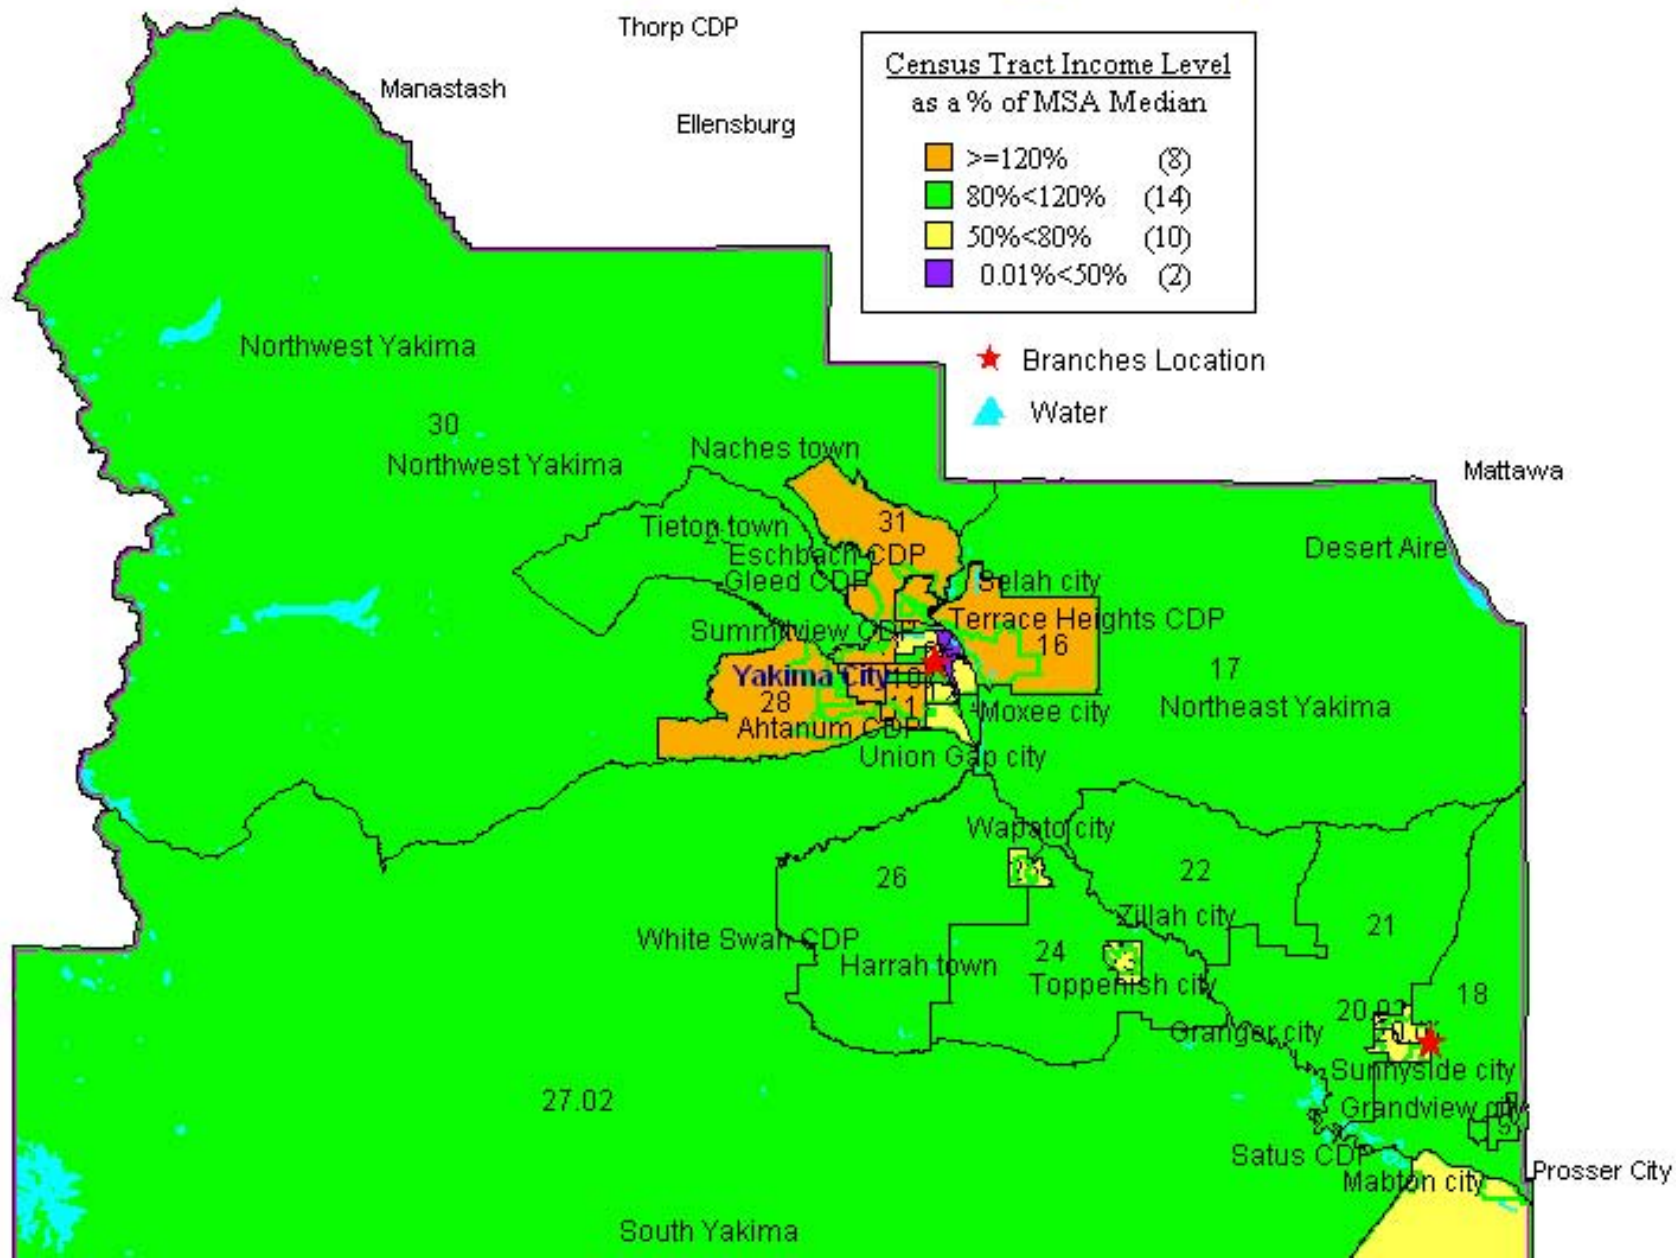 Thorp CDP
Manastash
Ellensburg
Census Tract Income Level
as a % of MSA Median
>=120% (8)
80%<120% (14)
50%<80% (10)
0.01%<50% (2)
Branches Location
Water
Northwest Yakima
30
Northwest Yakima
Naches town
Mattawa
31
Tieton town
Eschbach CDP
Desert Aire
Gleed CDP
Selah city
Terrace Heights CDP
Summitview CDP
16
17
Yakima City
28
11
Moxee city
Northeast Yakima
Ahtanum CDP
Union Gap city
Wapato city
26
22
Zillah city
21
White Swan CDP
24
Harrah town
Toppenish city
18
Granger city
Sunnyside city
27.02
Grandview city
Satus CDP
Mabton city
Prosser City
South Yakima